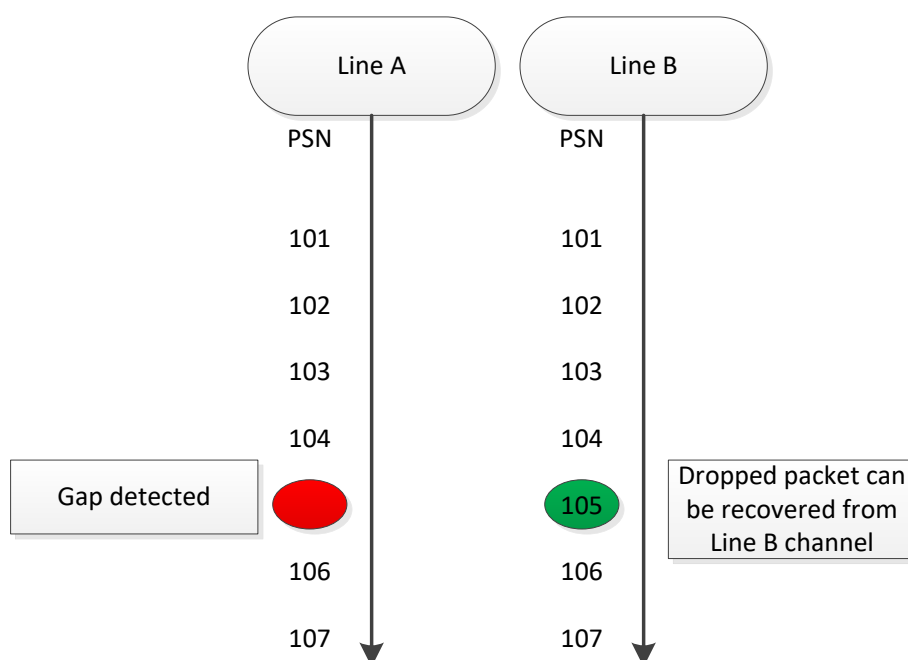 Line A
Line B
PSN
PSN
101
101
102
102
103
103
104
104
Gap detected
105
Dropped packet can
be recovered from
Line B channel
106
106
107
107